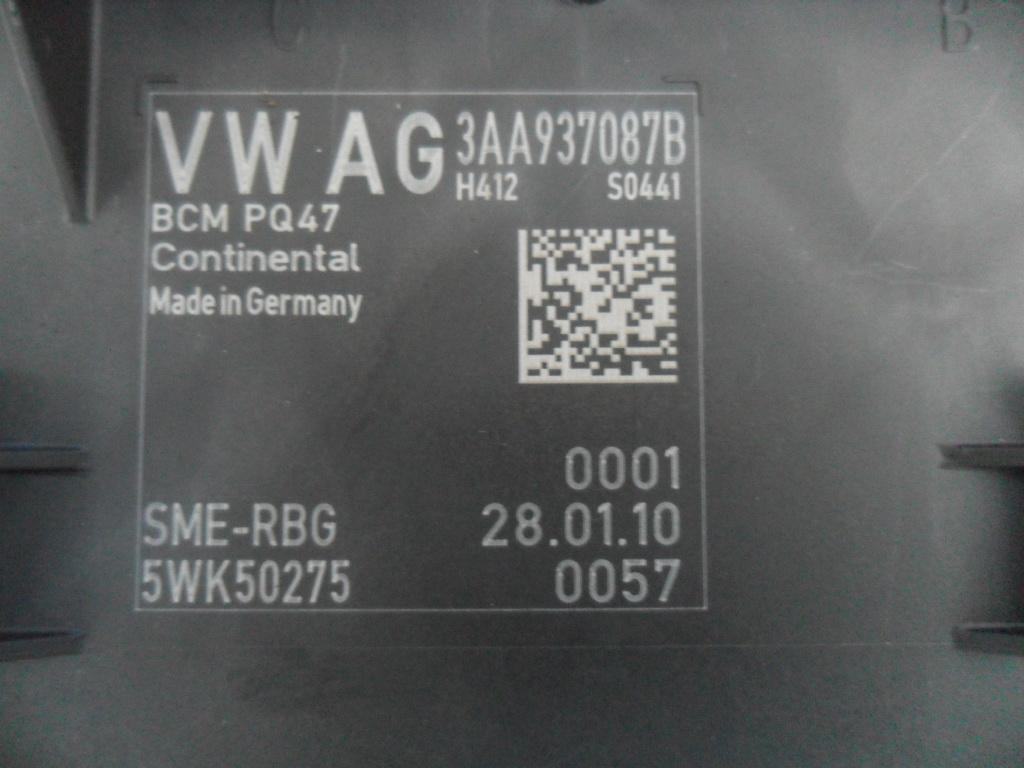 C
B
VW AG 3AA937087B
H412 S0441
BCM PQ47
Continental
Made in Germany
0001
SME-RBG 28.01.10
5WK50275 0057